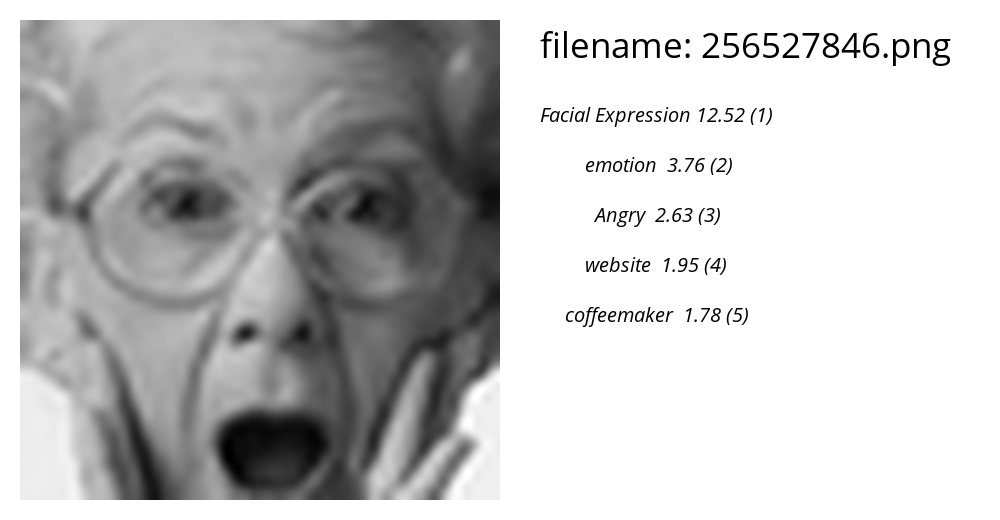 filename: 256527846.png
Facial Expression 12.52 (1)
emotion 3.76 (2)
Angry 2.63 (3)
website 1.95 (4)
coffeemaker 1.78 (5)